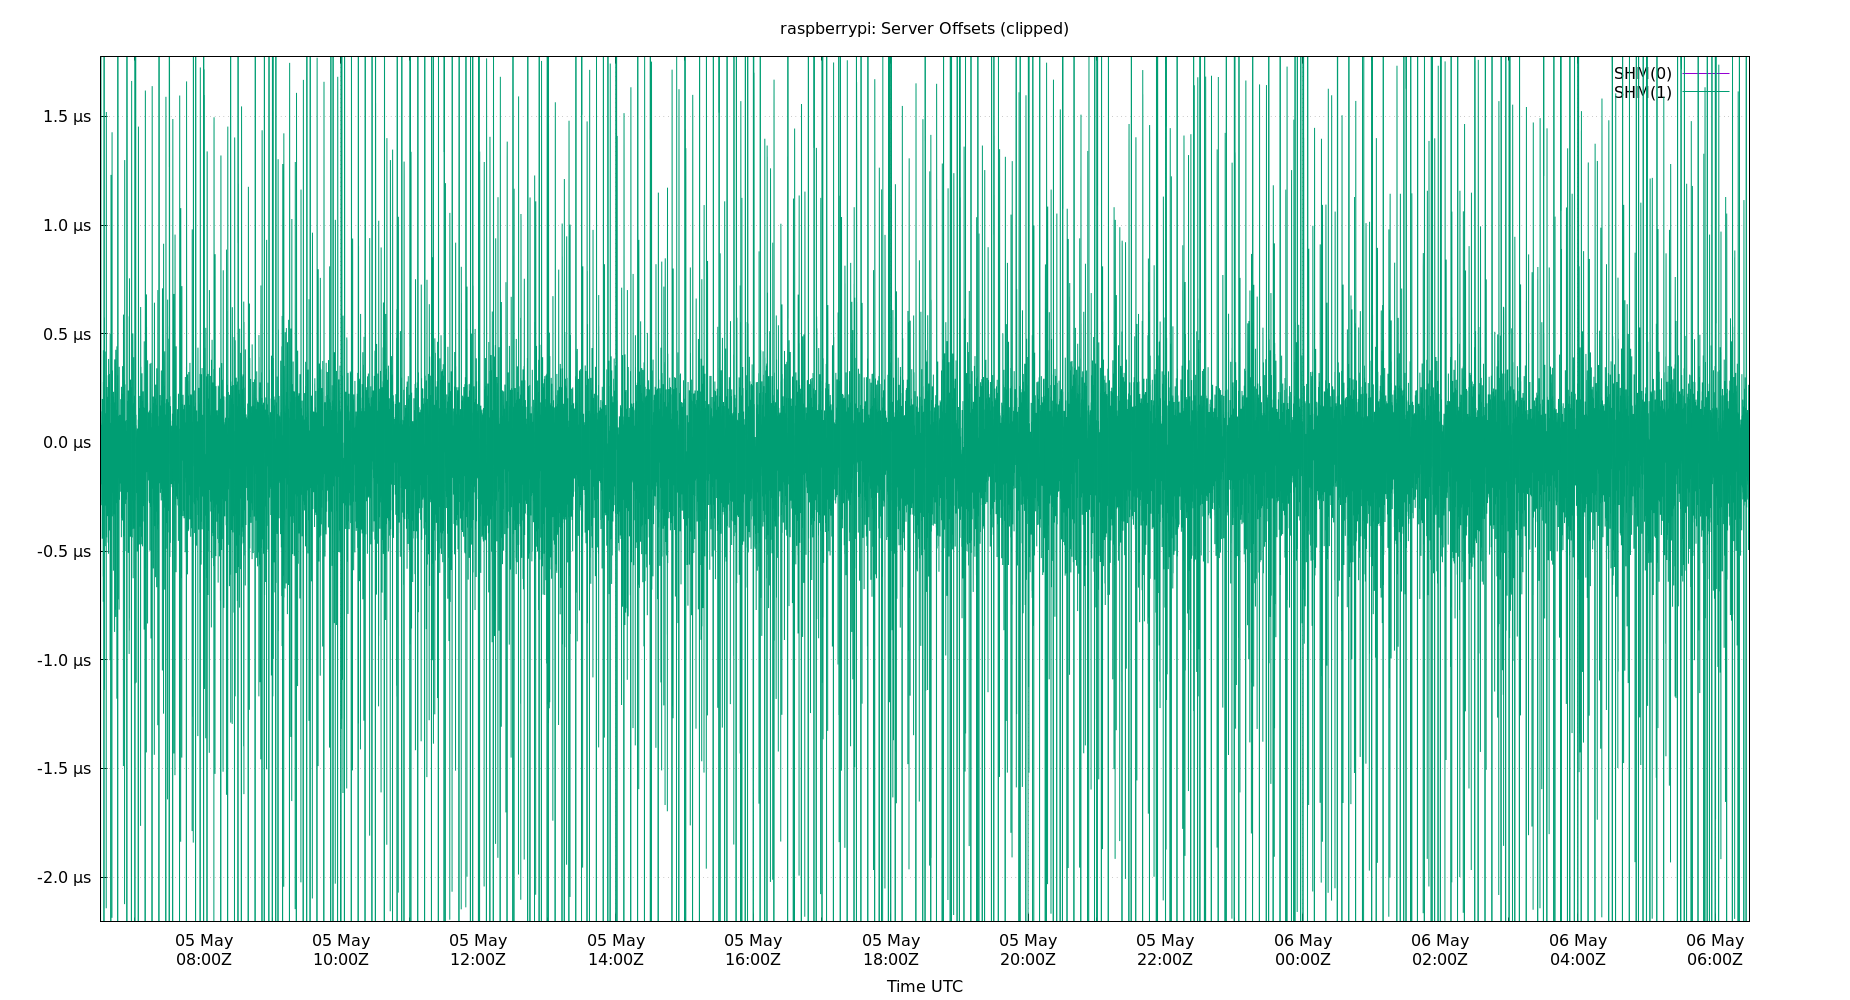 raspberrypi: Server Offsets (clipped)
SHM(0)
SHM(1)
1.5 µs
1.0 µs
0.5 µs
0.0 µs
-0.5 µs
-1.0 µs
-1.5 µs
-2.0 µs
05 May 05 May 05 May 05 May 05 May 05 May 05 May 05 May 06 May 06 May 06 May 06 May
08:00Z 10:00Z 12:00Z 14:00Z 16:00Z 18:00Z 20:00Z 22:00Z 00:00Z 02:00Z 04:00Z 06:00Z
Time UTC